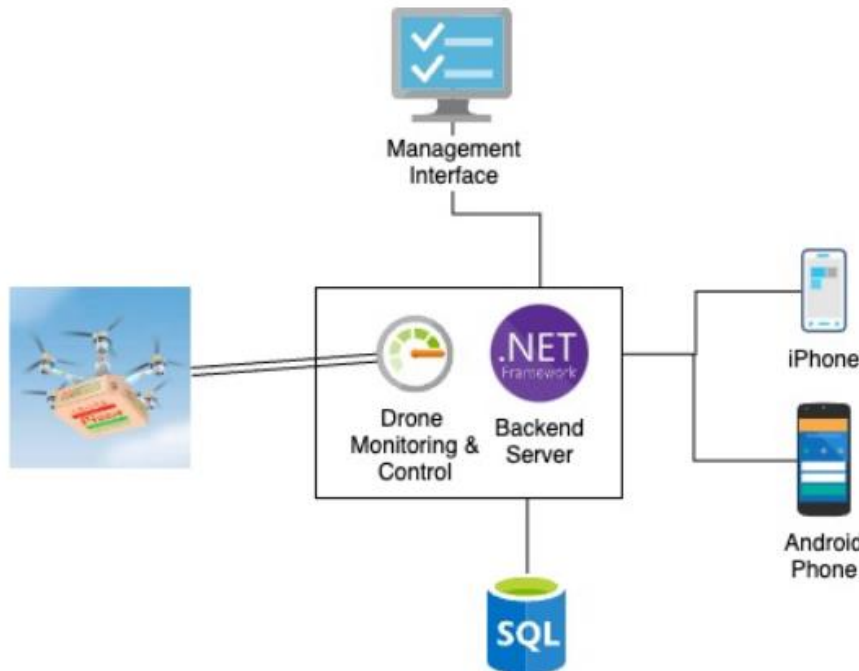 Management
Interface
.NET
Framework
Drone
Monitoring &
Control
Backend
Server
iPhone
Android
Phone
SQL